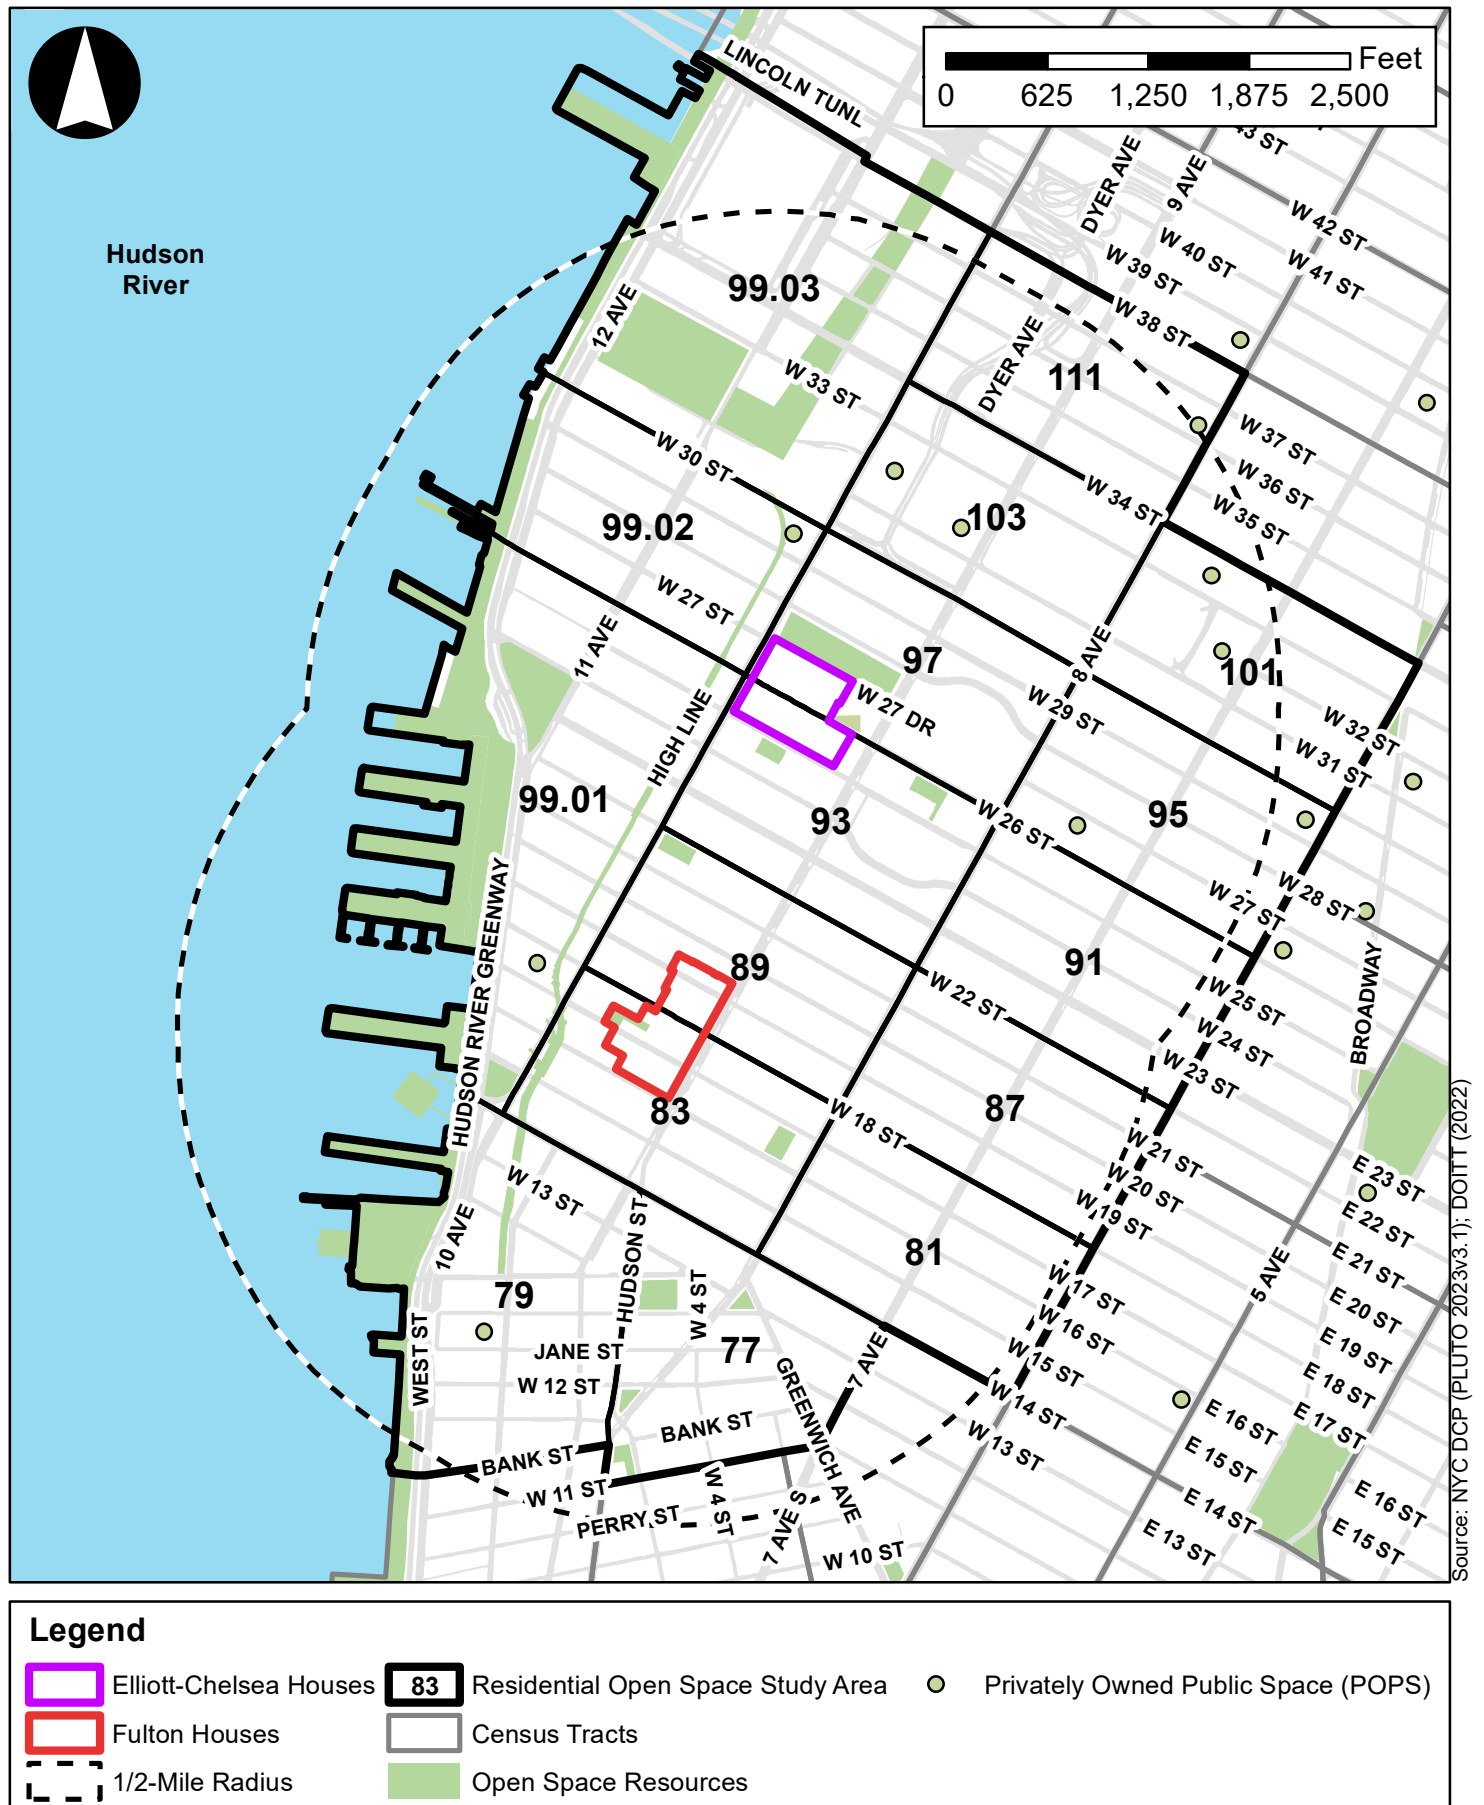 LINCOLN TUNL
Feet
0 625 1,250 1,875 2,500
43 ST
DYER AVE
9 AVE
W 42 ST
W 40 ST
W 41 ST
W 39 ST
Hudson
River
99.03
12 AVE
W 38 ST
DYER AVE
111
W 33 ST
W 37 ST
W 30 ST
W 36 ST
W 34 ST
W 35 ST
99.02
103
W 27 ST
11 AVE
8 AVE
97
101
W 27 DR
W 29 ST
W 32 ST
HIGH LINE
W 31 ST
99.01
93
W 26 ST
95
W 28 ST
W 27 ST
HUDSON RIVER GREENWAY
89
91
BROADWAY
W 22 ST
W 25 ST
W 24 ST
W 23 ST
83
W 18 ST
87
W 21 ST
E 23 ST
W 20 ST
W 13 ST
W 19 ST
E 22 ST
10 AVE
HUDSON ST
81
E 21 ST
5 AVE
79
W 4 ST
W 17 ST
E 20 ST
W 16 ST
WEST ST
JANE ST
77
7 AVE
W 15 ST
E 19 ST
W 12 ST
GREENWICH AVE
W 14 ST
E 18 ST
BANK ST
E 16 ST
E 17 ST
BANK ST
W 13 ST
E 15 ST
W 11 ST
W 4 ST
E 14 ST
E 16 ST
PERRY ST
7 AVE S
W 10 ST
E 13 ST
E 15 ST
Source: NYC DCP (PLUTO 2023v3.1); DOITT (2022)
Legend
Elliott-Chelsea Houses
83 Residential Open Space Study Area
Privately Owned Public Space (POPS)
Fulton Houses
Census Tracts
1/2-Mile Radius
Open Space Resources